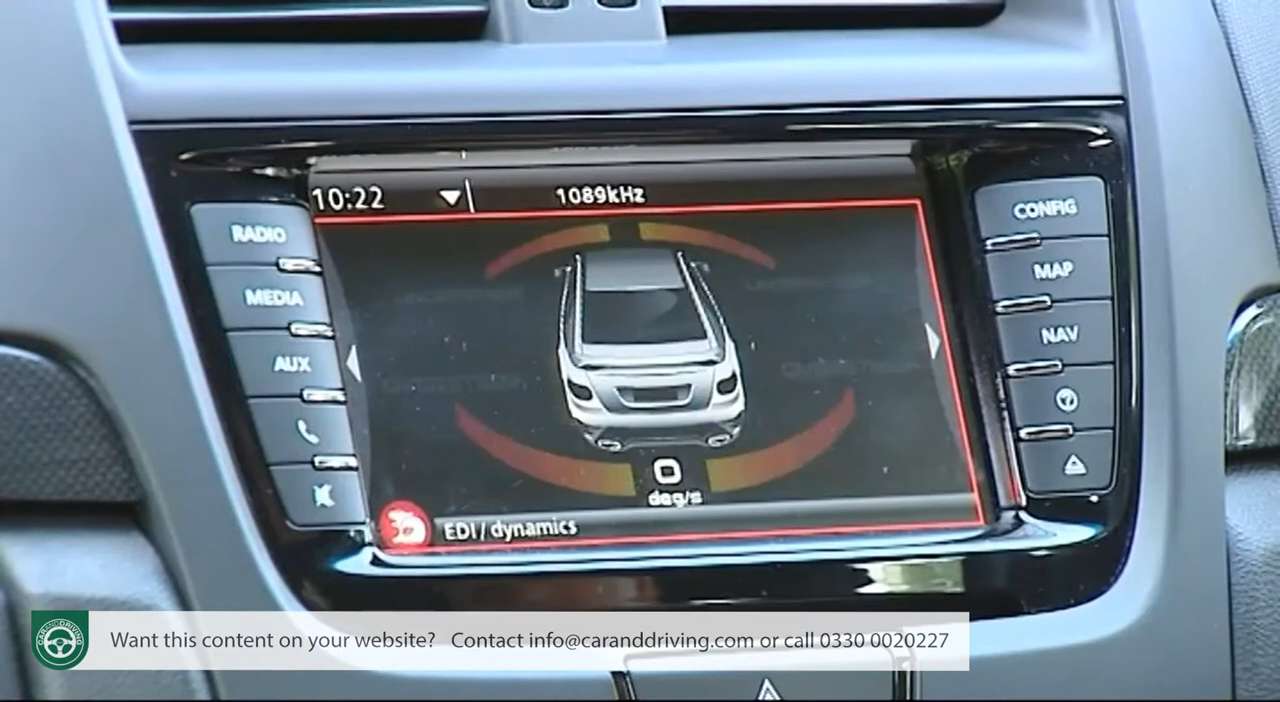 10:22
1089kHz
RADIO
MEDIA
AUX
CONFIG
MAP
NAV
?
0
deg/s
EDI / dynamics
CARANDDRIVING
Want this content on your website? Contact info@caranddriving.com or call 0330 0020227